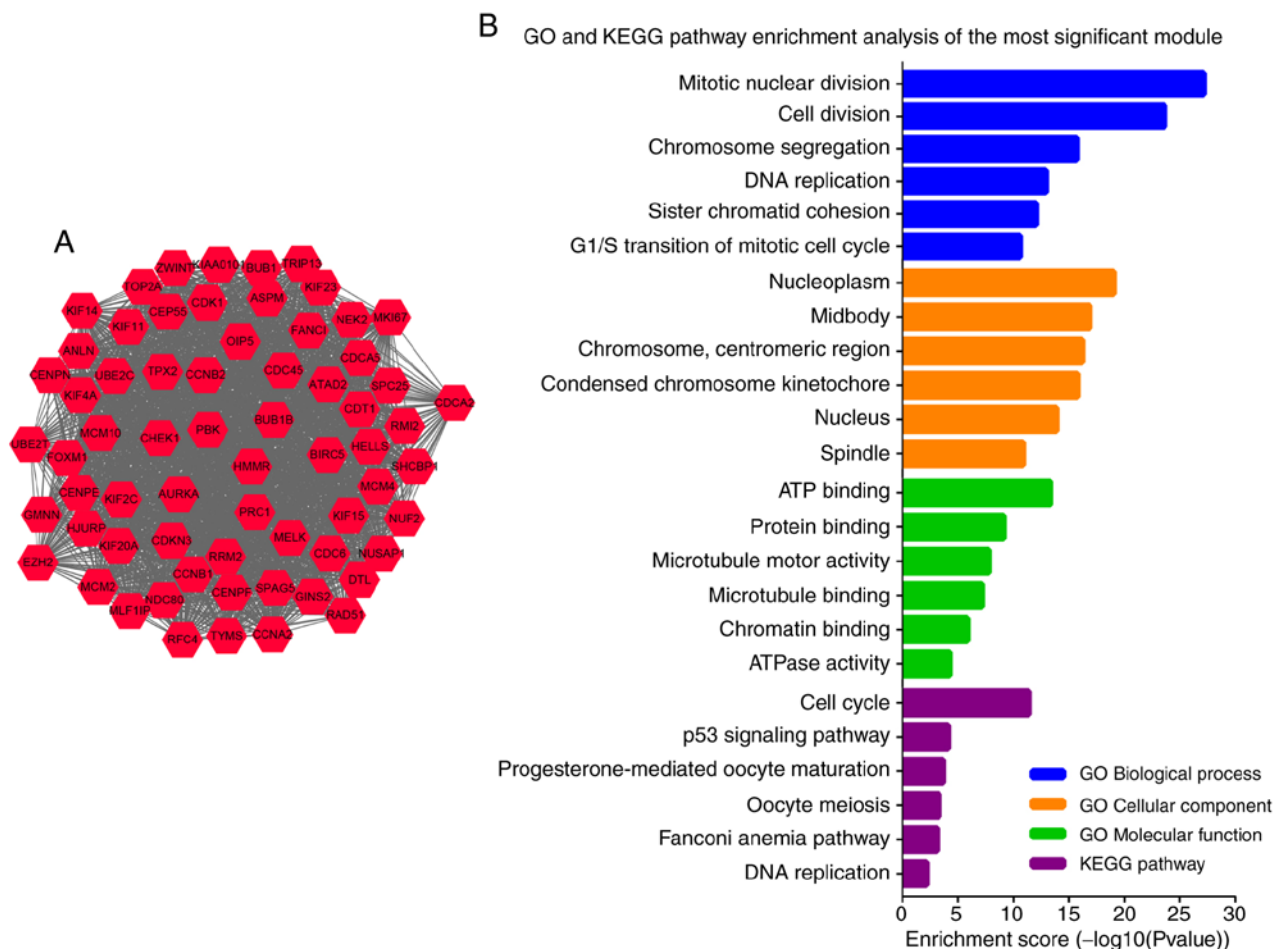 A
ZWINT
KIAA0101
BUB1
TRIP13
TOP2A
CEP55
CDK1
ASPM
KIF23
KIF14
KIF11
OIP5
FANCI
NEK2
MKI67
ANLN
CENPN
UBE2C
TPX2
CCNB2
CDC45
CDCA5
ATAD2
SPC25
KIF4A
CDCA2
CDT1
MCM10
CHEK1
PBK
BUB1B
RMI2
UBE2T
FOXM1
HMMR
BIRC5
HELLS
SHCBP1
CENPE
KIF2C
AURKA
MCM4
GMNN
HJURP
PRC1
KIF15
NUF2
KIF20A
CDKN3
RRM2
MELK
CDC6
NUSAP1
EZH2
MCM2
CCNB1
MLF1IP
NDC80
CENPF
SPAG5
GINS2
DTL
RAD51
RFC4
TYMS
CCNA2
B
GO and KEGG pathway enrichment analysis of the most significant module
Mitotic nuclear division
Cell division
Chromosome segregation
DNA replication
Sister chromatid cohesion
G1/S transition of mitotic cell cycle
Nucleoplasm
Midbody
Chromosome, centromeric region
Condensed chromosome kinetochore
Nucleus
Spindle
ATP binding
Protein binding
Microtubule motor activity
Microtubule binding
Chromatin binding
ATPase activity
Cell cycle
p53 signaling pathway
Progesterone-mediated oocyte maturation
Oocyte meiosis
Fanconi anemia pathway
DNA replication
GO Biological process
GO Cellular component
GO Molecular function
KEGG pathway
0 5 10 15 20 25 30
Enrichment score (−log10(Pvalue))